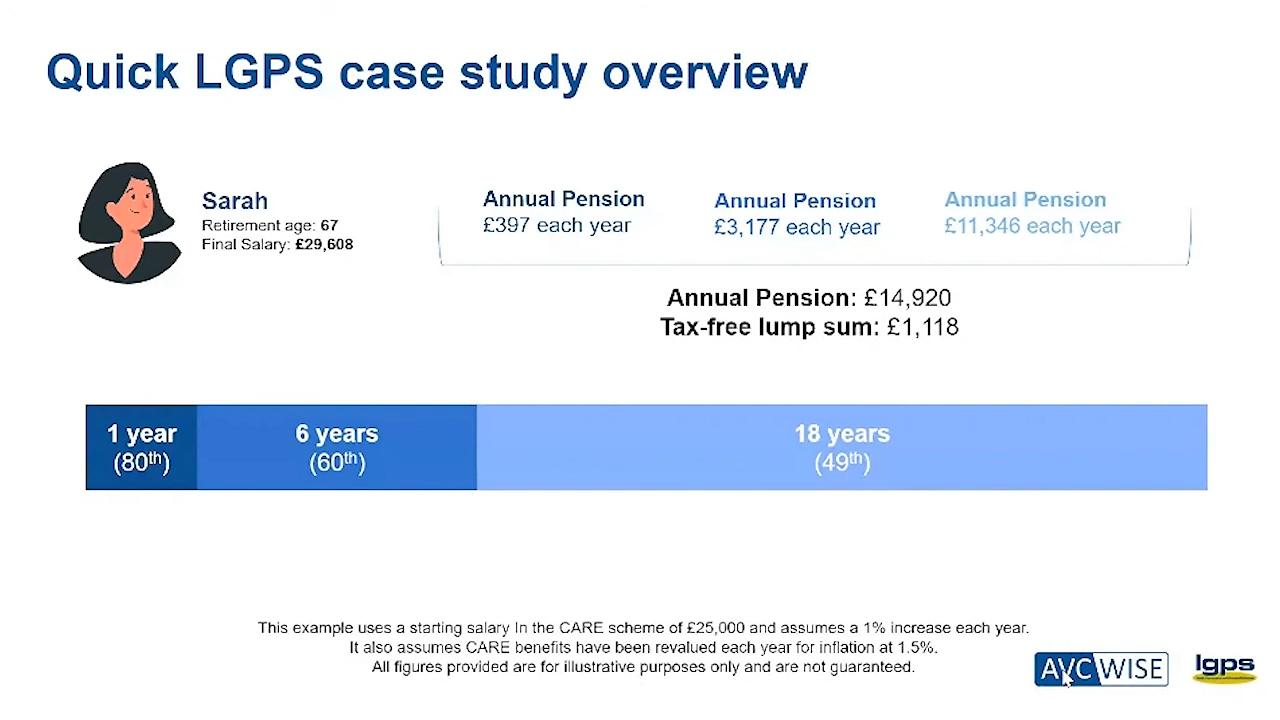 Quick LGPS case study overview
Sarah
Retirement age: 67
Final Salary: £29,608
Annual Pension
£397 each year
Annual Pension
£3,177 each year
Annual Pension
£11,346 each year
Annual Pension: £14,920
Tax-free lump sum: £1,118
1 year
(80th)
6 years
(60th)
18 years
(49th)
This example uses a starting salary In the CARE scheme of £25,000 and assumes a 1% increase each year.
It also assumes CARE benefits have been revalued each year for inflation at 1.5%.
All figures provided are for illustrative purposes only and are not guaranteed.
AVC WISE
lgps